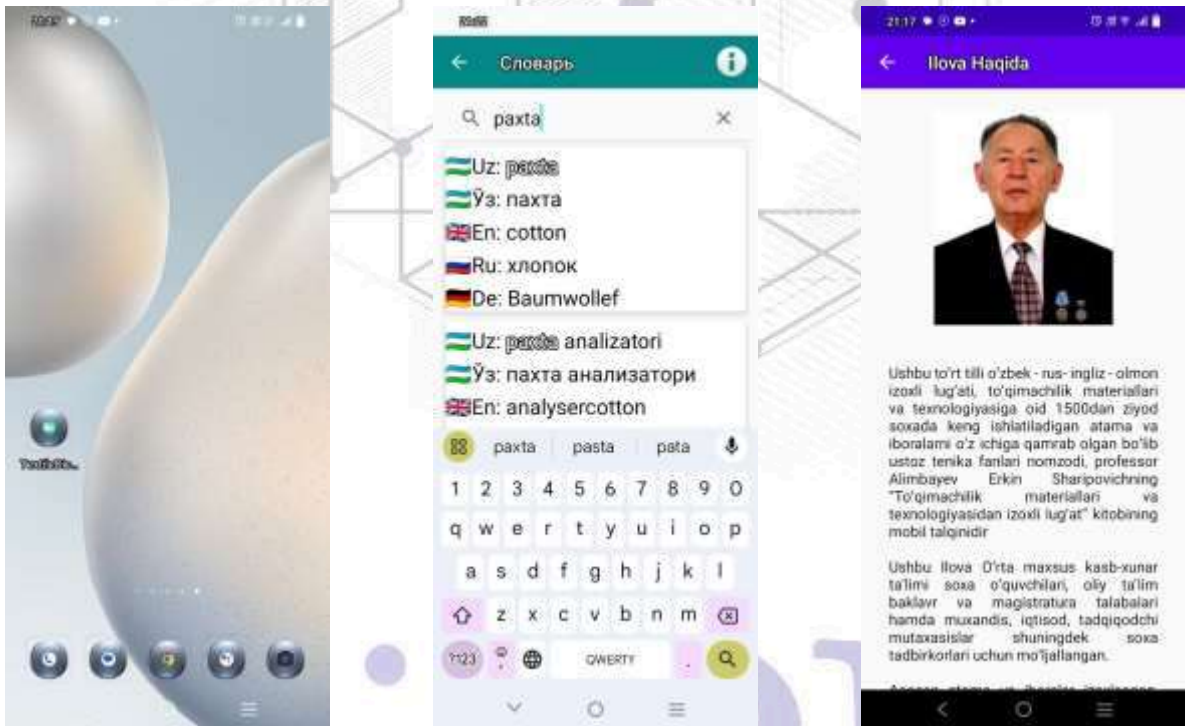 Словарь
paxta
Uz: paxta
Ўз: пахта
En: cotton
Ru: хлопок
De: Baumwollef
Uz: paxta analizatori
Ўз: пахта анализатори
En: analysercotton
paxta pasta pata
1 2 3 4 5 6 7 8 9 0
q w e r t y u i o p
a s d f g h j k l
z x c v b n m
?123 QWERTY .
21:17
Ilova Haqida
Ushbu to'rt tilli o'zbek - rus- ingliz - olmon
izoxli lug'ati, to'qimachilik materiallari
va texnologiyasiga oid 1500dan ziyod
soxada keng ishlatiladigan atama va
iboralarni o'z ichiga qamrab olgan bo'lib
ustoz tenika fanlari nomzodi, professor
Alimbayev Erkin Sharipovichning
"To'qimachilik materiallari va
texnologiyasidan izoxli lug'at" kitobining
mobil talqinidir
Ushbu Ilova O'rta maxsus kasb-xunar
ta'limi soxa o'quvchilari, oliy ta'lim
baklavr va magistratura talabalari
hamda muxandis, iqtisod, tadqiqodchi
mutaxasislar shuningdek soxa
tadbirkorlari uchun mo'ljallangan.